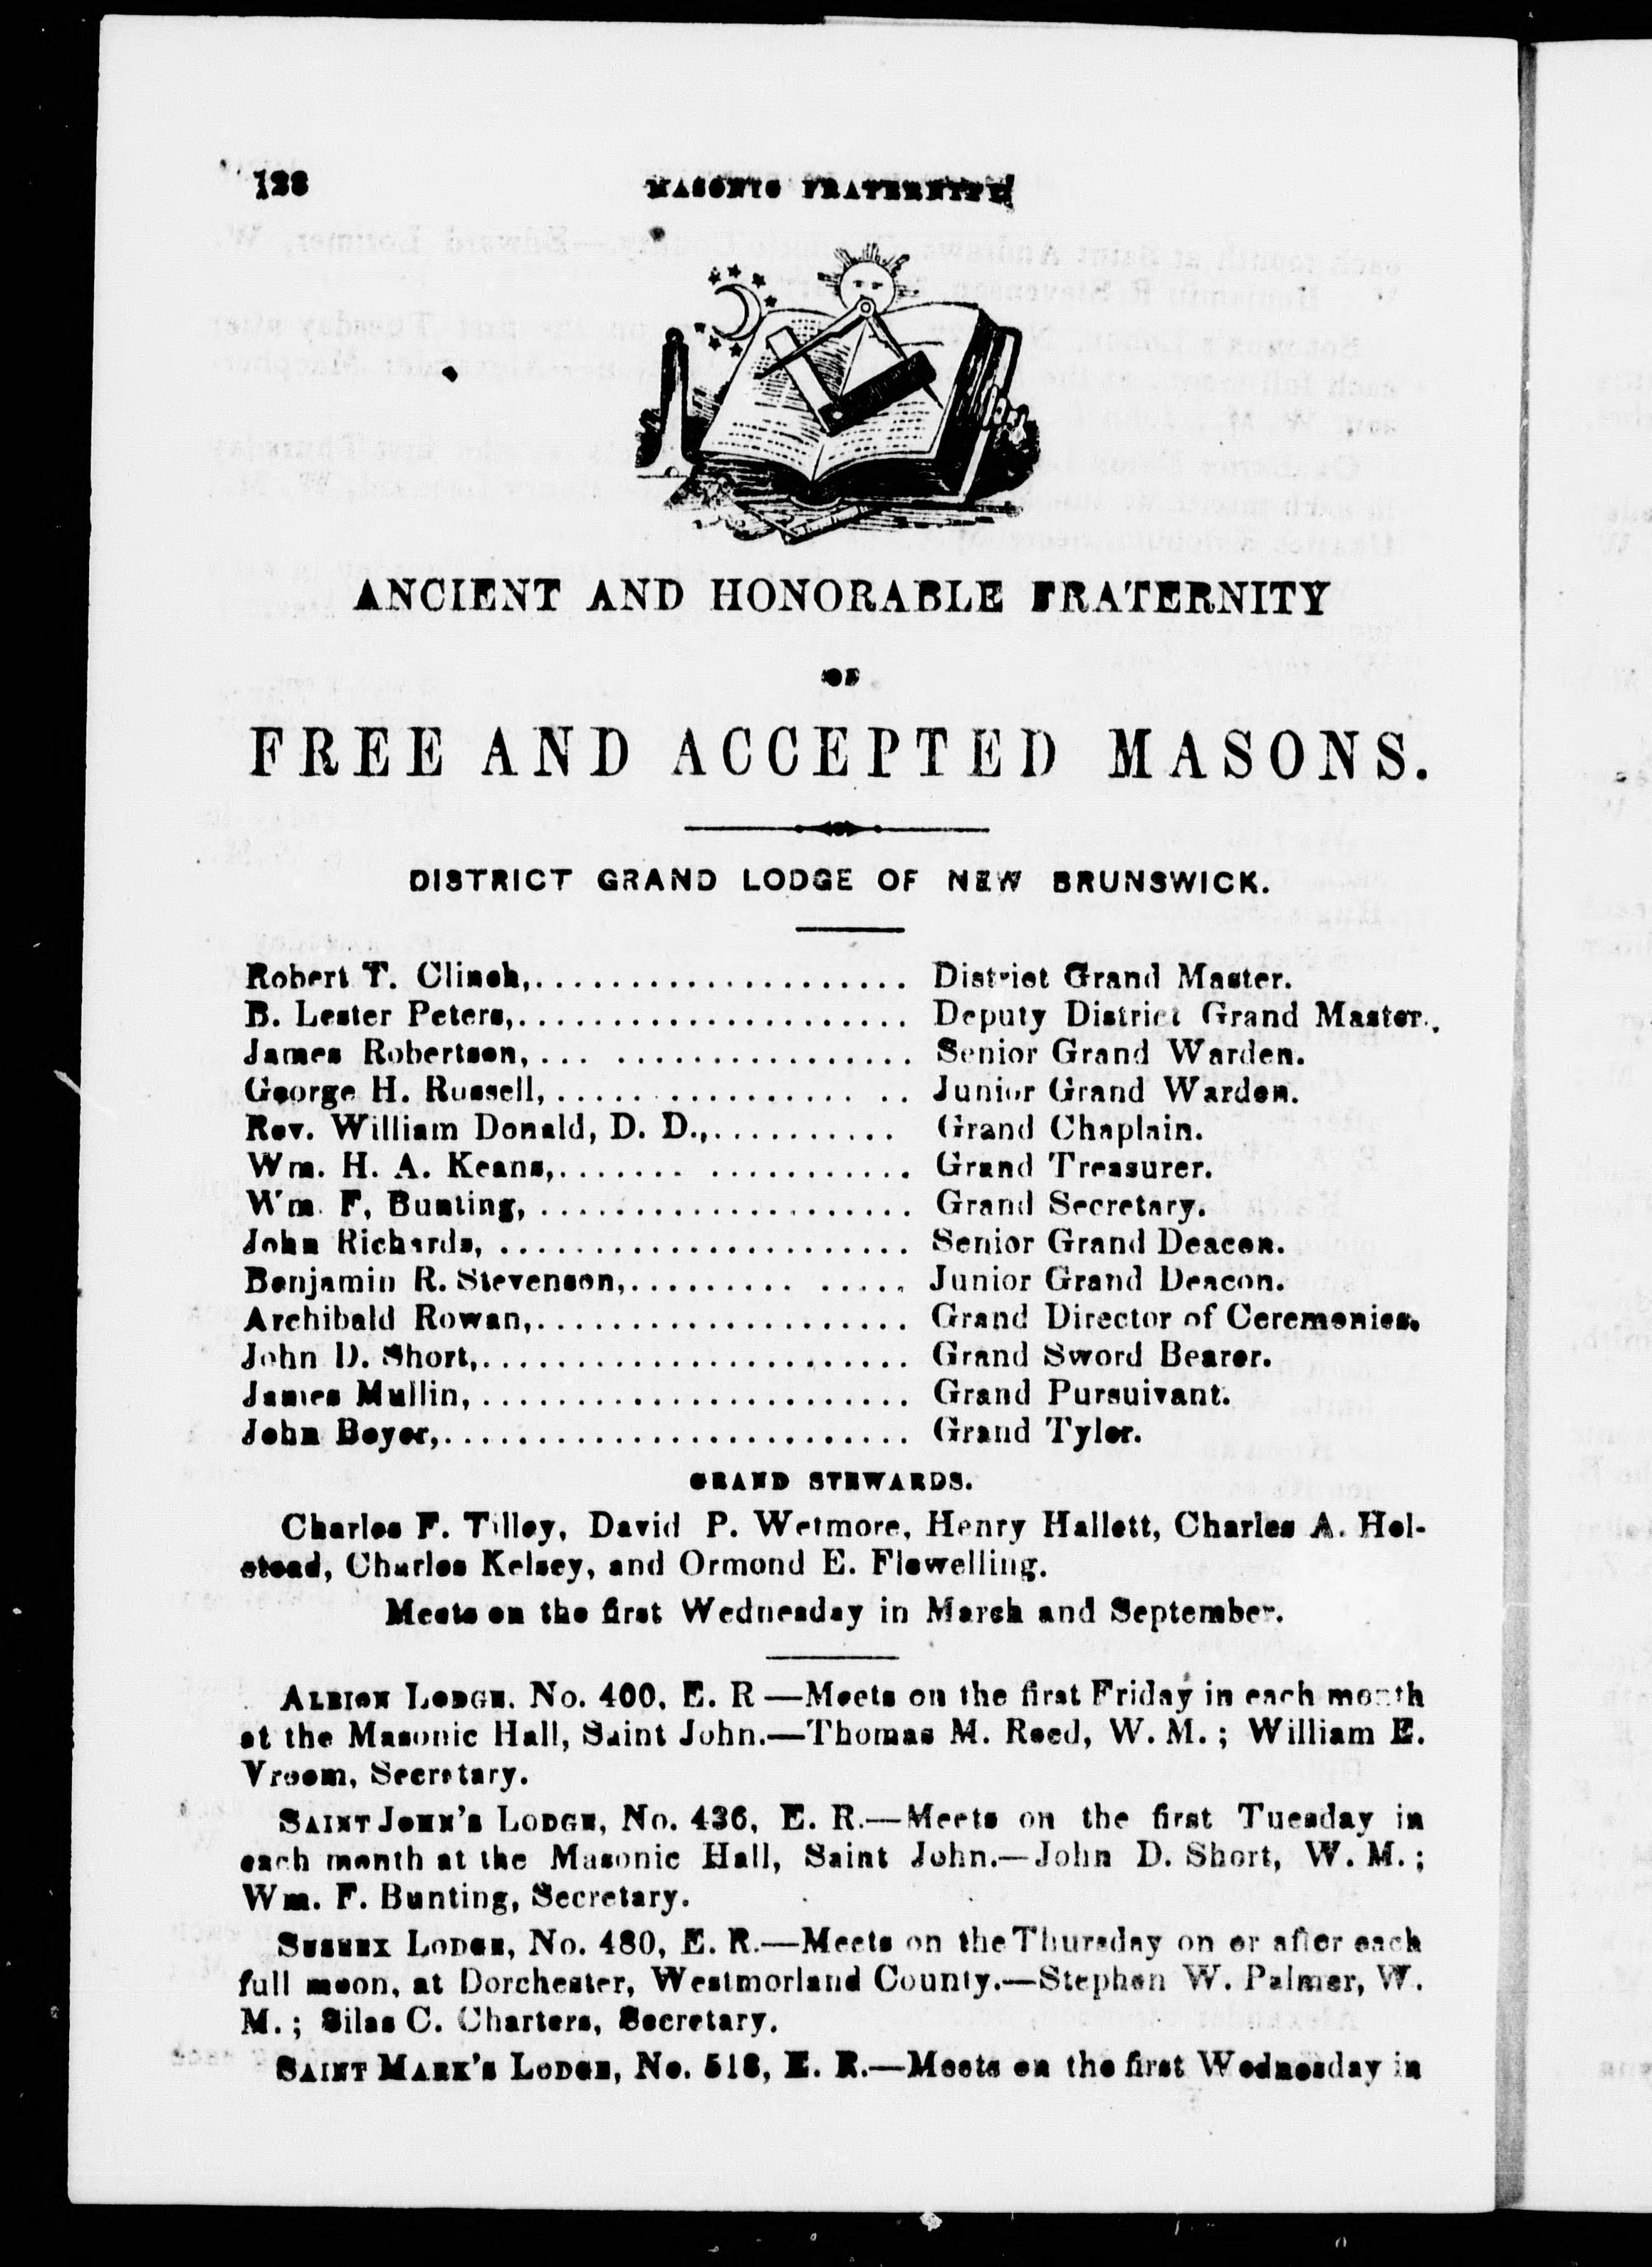 128 MASONIC FRATERNITY
ANCIENT AND HONORABLE FRATERNITY
OF
FREE AND ACCEPTED MASONS.
DISTRICT GRAND LODGE OF NEW BRUNSWICK.
Robert T. Clinch,..................... District Grand Master.
B. Lester Peters,...................... Deputy District Grand Master.
James Robertson,... ................ Senior Grand Warden.
George H. Russell,..................... Junior Grand Warden.
Rev. William Donald, D. D.,.......... Grand Chaplain.
Wm. H. A. Keans,....... ........... Grand Treasurer.
Wm. F, Bunting, .................... Grand Secretary.
John Richards, ...................... Senior Grand Deacon.
Benjamin R. Stevenson,.......... ..... Junior Grand Deacon.
Archibald Rowan,..................... Grand Director of Ceremonies.
John D. Short,........................ Grand Sword Bearer.
James Mullin,........................ Grand Pursuivant.
John Boyer,.......................... Grand Tyler.
GRAND STEWARDS.
Charles F. Tilley, David P. Wetmore, Henry Hallett, Charles A. Hol-
stead, Charles Kelsey, and Ormond E. Flewelling.
Meets on the first Wednesday in March and September.
ALBION LODGE. No. 400, E. R—Meets on the first Friday in each month
at the Masonic Hall, Saint John.—Thomas M. Reed, W. M.; William E.
Vroom, Secretary.
SAINT JOHN'S LODGE, No. 436, E. R.—Meets on the first Tuesday in
each month at the Masonic Hall, Saint John.—John D. Short, W. M.;
Wm. F. Bunting, Secretary.
SUSSEX LODGE, No. 480, E. R.—Meets on the Thursday on or after each
full moon, at Dorchester, Westmorland County.—Stephen W. Palmer, W.
M.; Silas C. Charters, Secretary.
SAINT MARK'S LODGE, No. 518, E. R.—Meets on the first Wednesday in